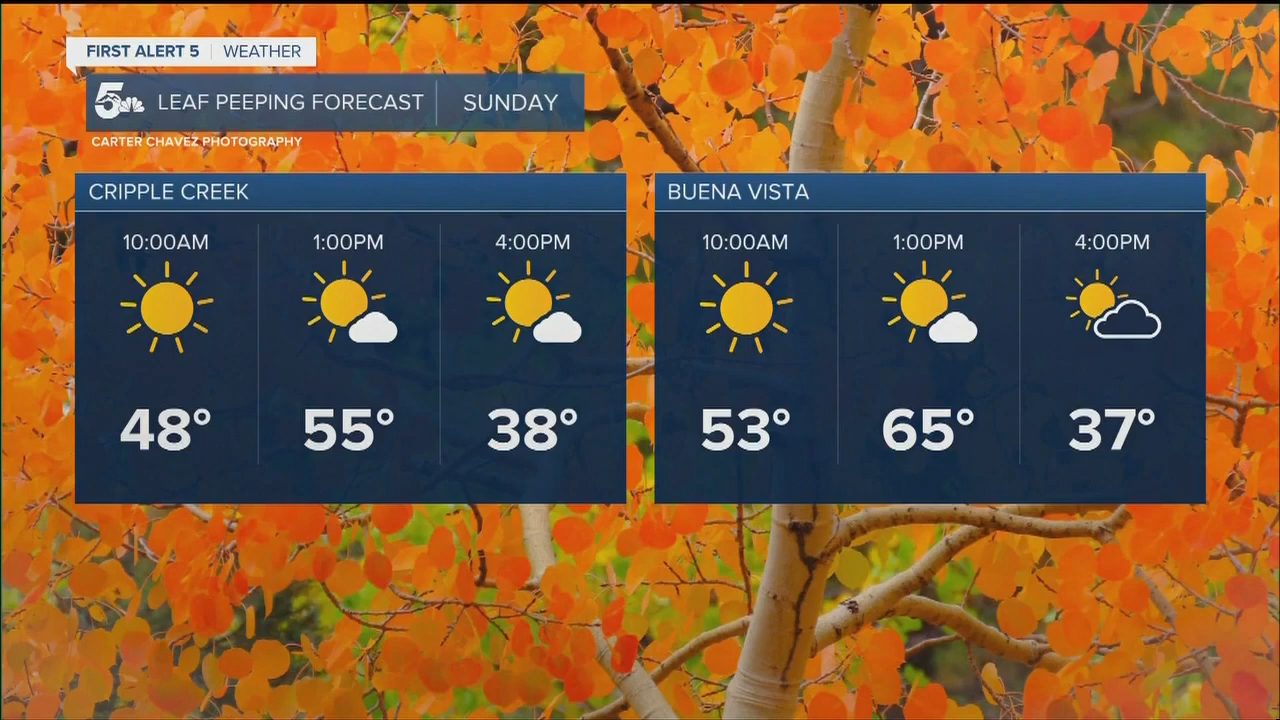 FIRST ALERT 5 | WEATHER
5 LEAF PEEPING FORECAST | SUNDAY
CARTER CHAVEZ PHOTOGRAPHY
CRIPPLE CREEK
10:00AM 1:00PM 4:00PM
48° 55° 38°
BUENA VISTA
10:00AM 1:00PM 4:00PM
53° 65° 37°